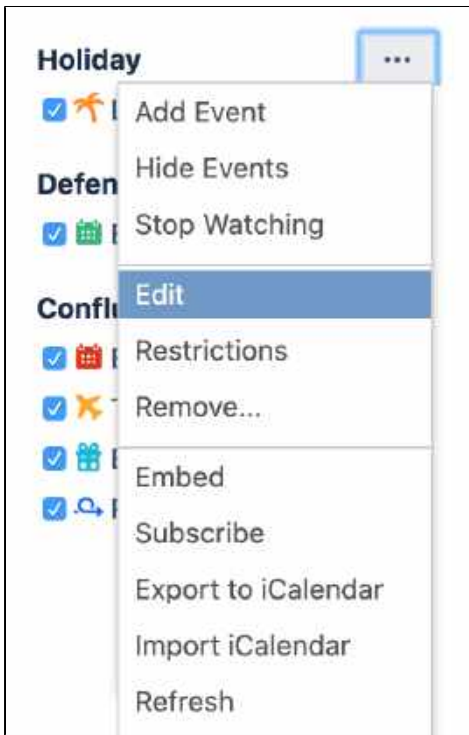 Holiday
...
Add Event
Hide Events
Defen
Stop Watching
Edit
Conflu
Restrictions
Remove...
Embed
Subscribe
Export to iCalendar
Import iCalendar
Refresh